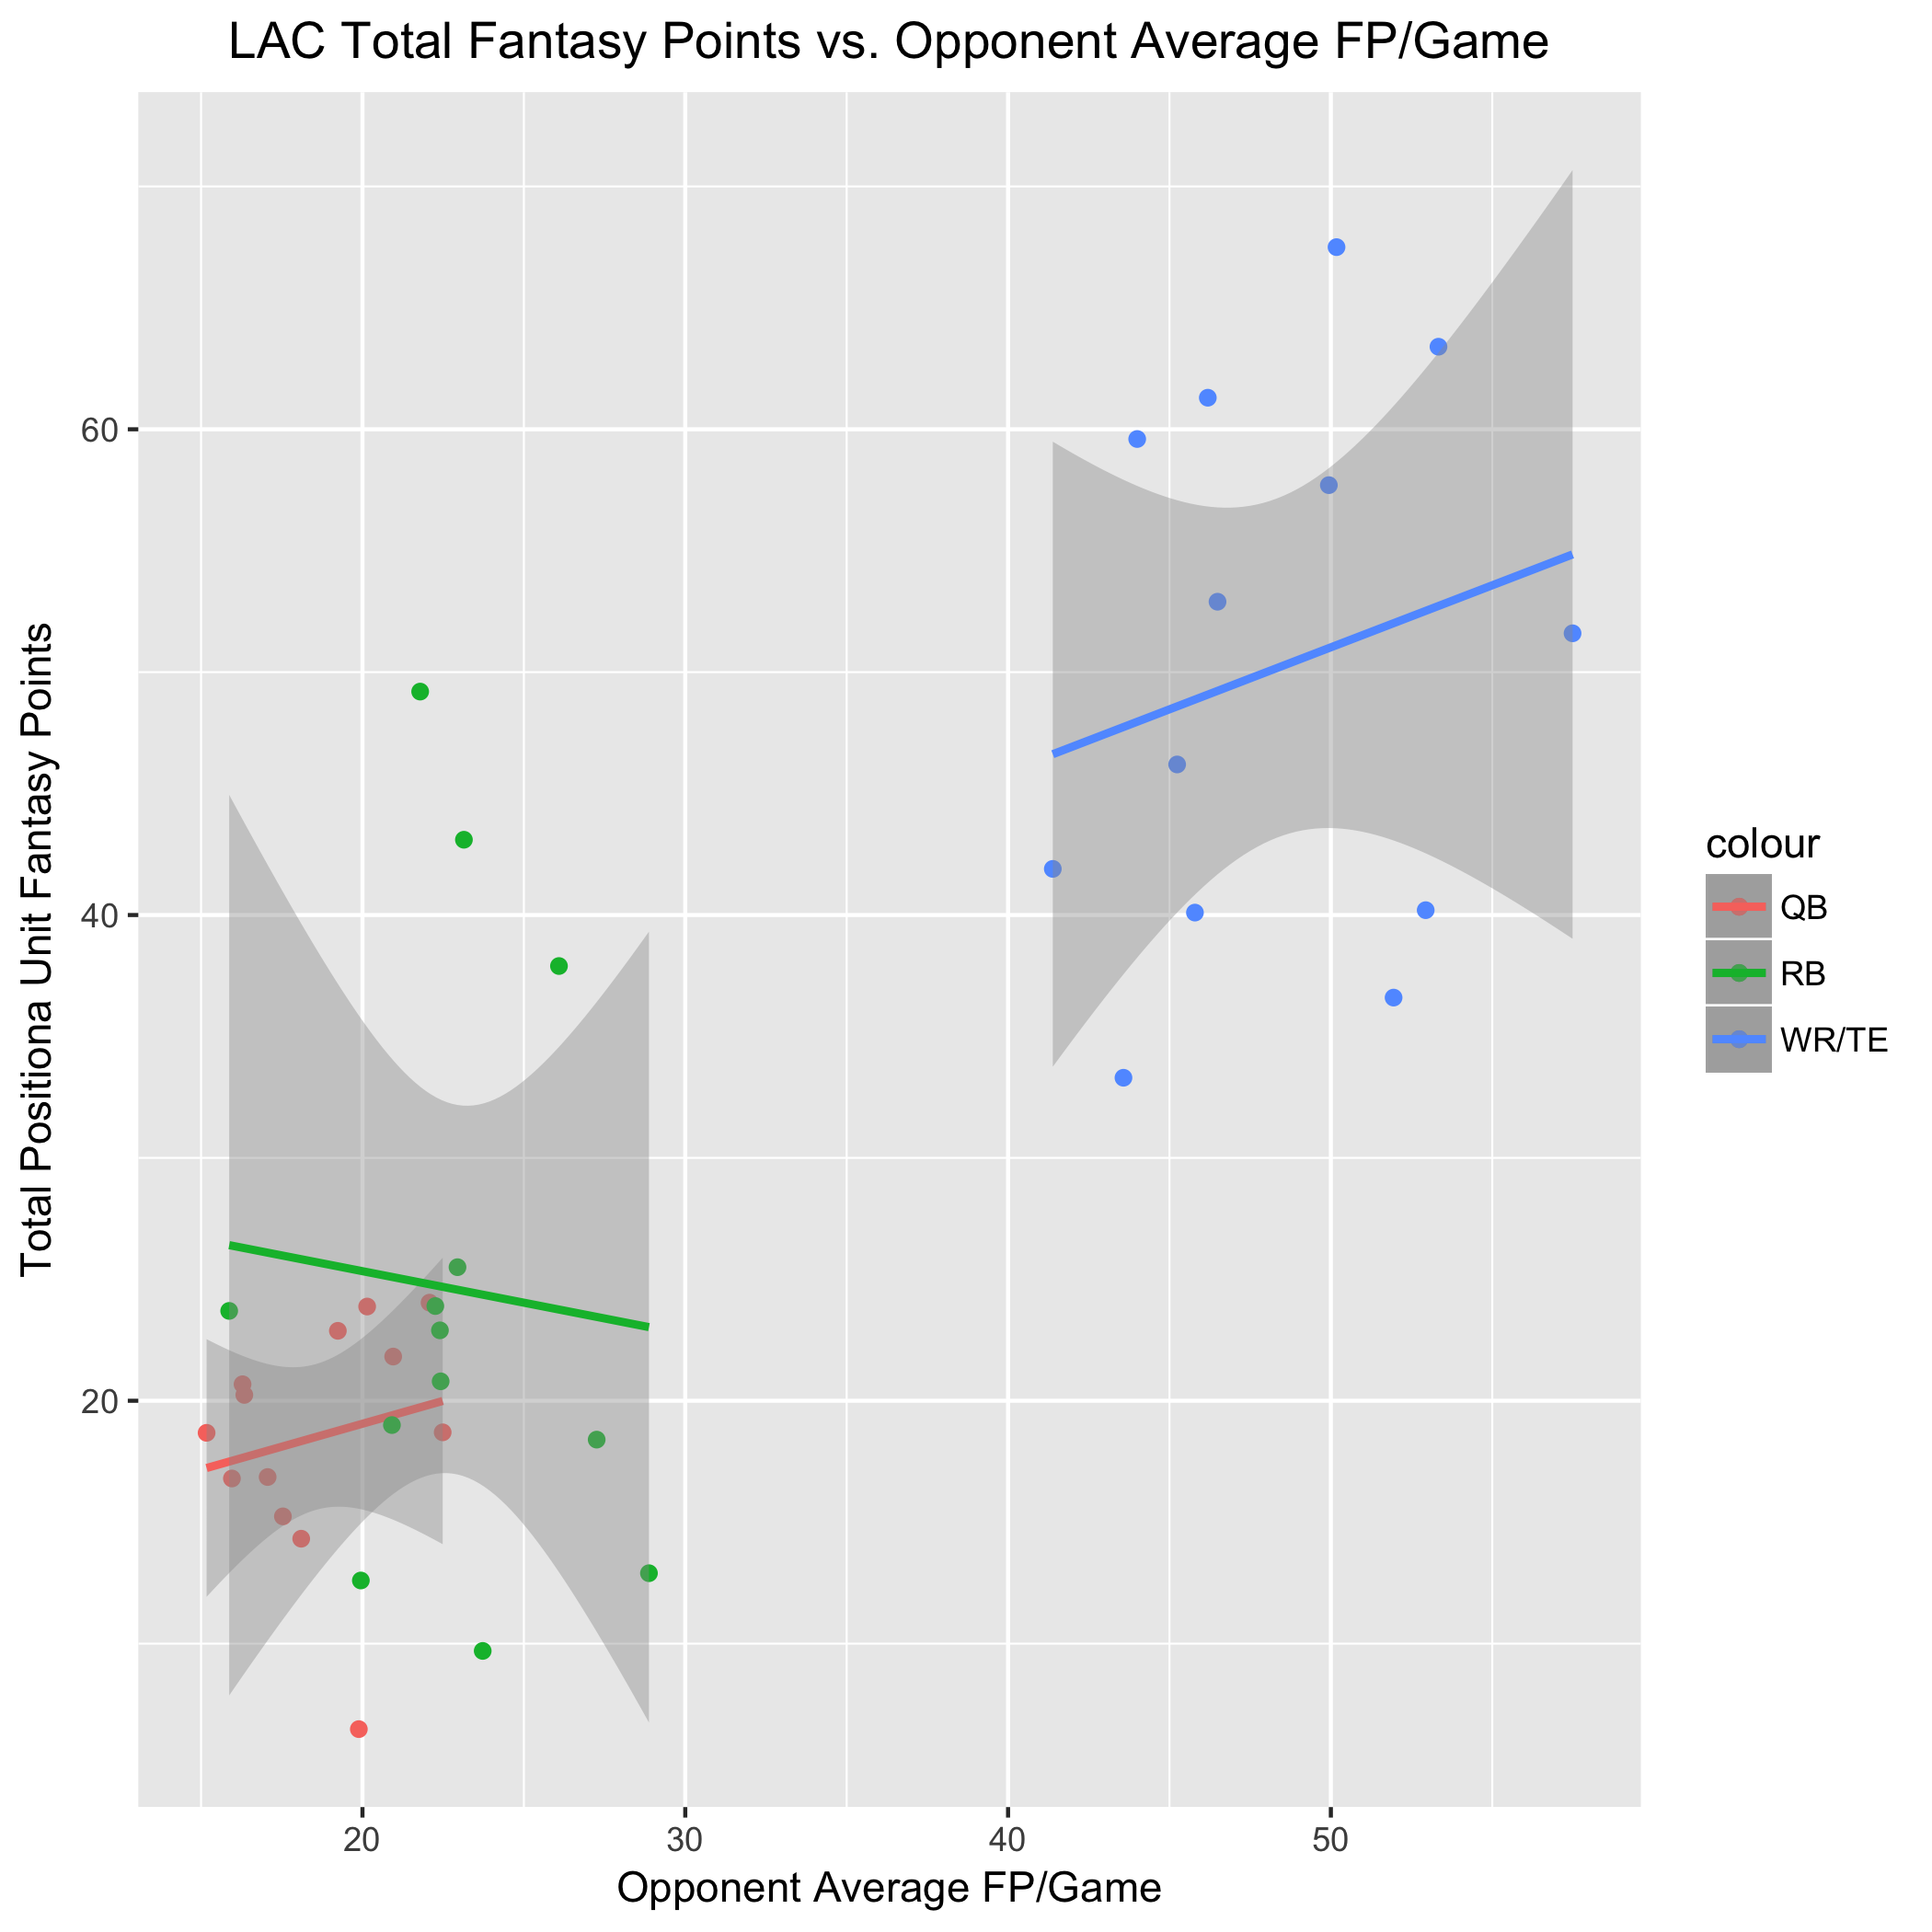 LAC Total Fantasy Points vs. Opponent Average FP/Game
Total Positiona Unit Fantasy Points
60
40
20
20
30
40
50
Opponent Average FP/Game
colour
QB
RB
WR/TE